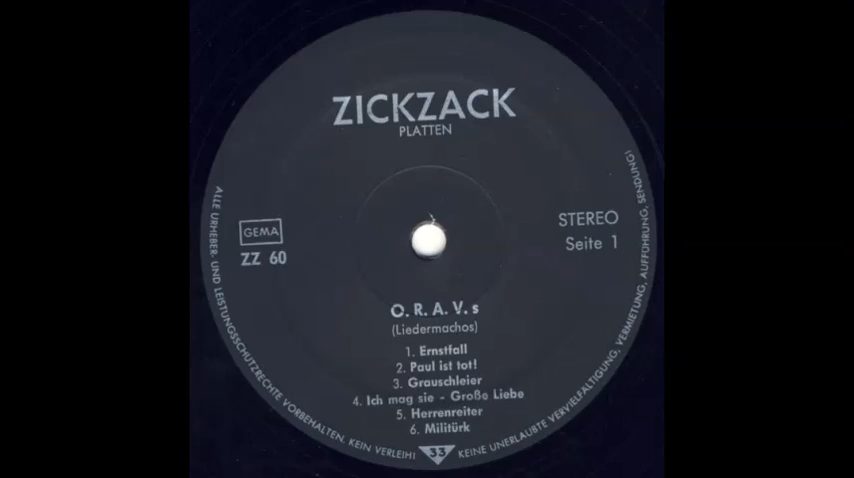 ZICKZACK
PLATTEN
GEMA
ZZ 60
STEREO
Seite 1
O. R. A. V. s
(Liedermachos)
1. Ernstfall
2. Paul ist tot!
3. Grauschleier
4. Ich mag sie - Große Liebe
5. Herrenreiter
6. Militürk
33
ALLE URHEBER- UND LEISTUNGSSCHUTZRECHTE VORBEHALTEN. KEIN VERLEIH! KEINE UNERLAUBTE VERVIELFÄLTIGUNG, VERMIETUNG, AUFFÜHRUNG, SENDUNG!